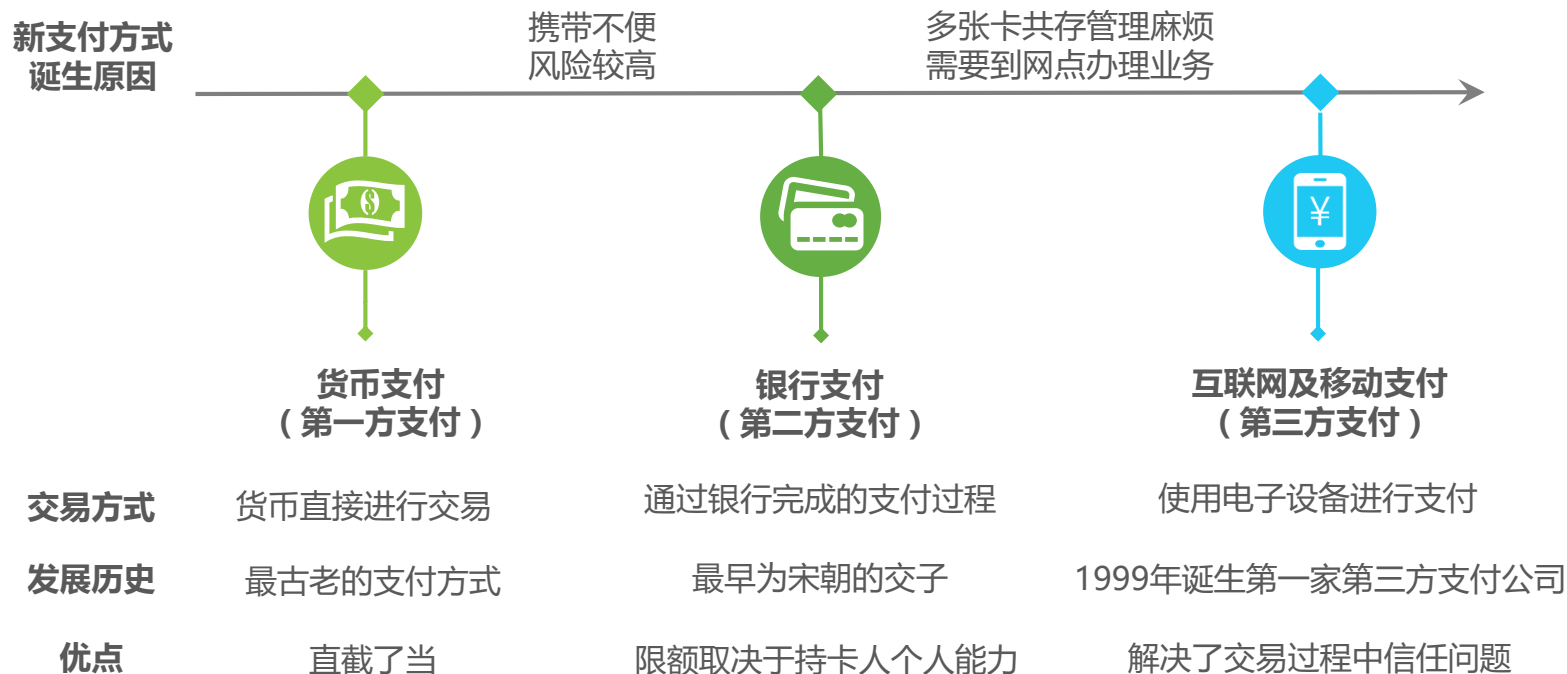 新支付方式
诞生原因
携带不便
风险较高
多张卡共存管理麻烦
需要到网点办理业务
$
¥
货币支付
（第一方支付）
银行支付
（第二方支付）
互联网及移动支付
（第三方支付）
交易方式
货币直接进行交易
通过银行完成的支付过程
使用电子设备进行支付
发展历史
最古老的支付方式
最早为宋朝的交子
1999年诞生第一家第三方支付公司
优点
直截了当
限额取决于持卡人个人能力
解决了交易过程中信任问题